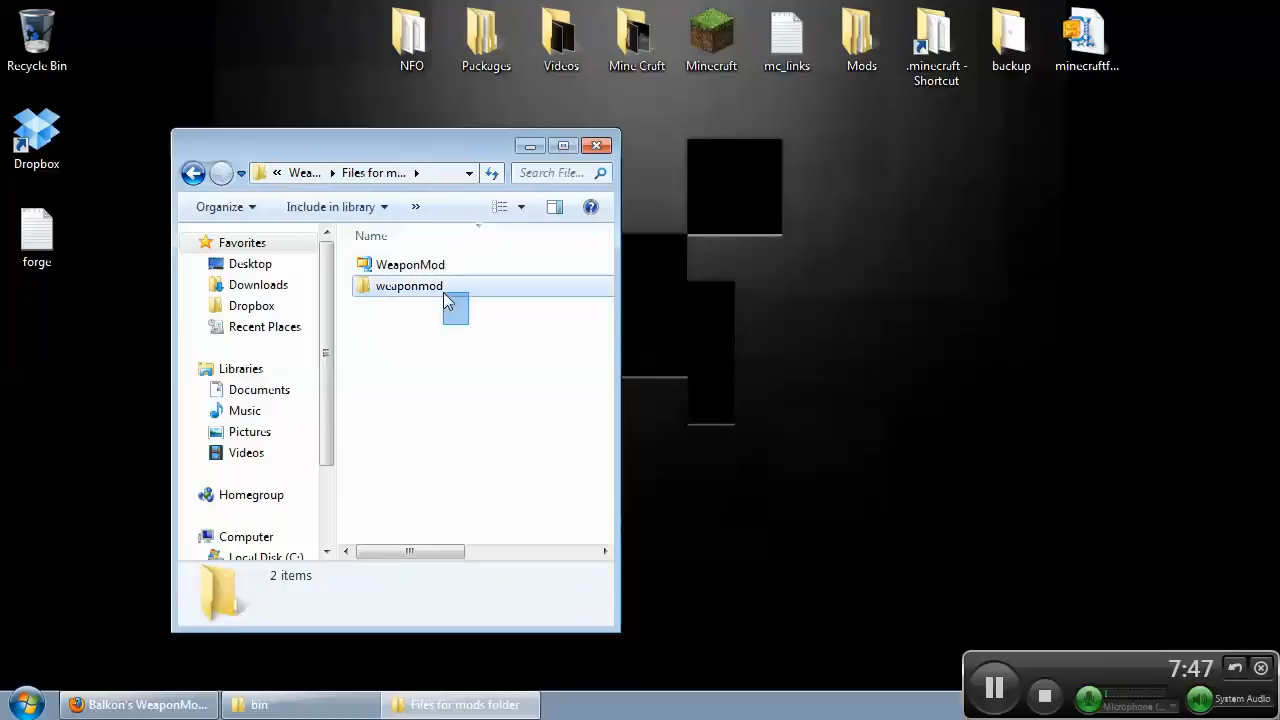 Recycle Bin
NFO
Packages
Videos
Mine Craft
Minecraft
mc_links
Mods
.minecraft - Shortcut
backup
minecraftf...
Dropbox
forge
« Wea... Files for m...
Search File...
Organize
Include in library
»
Favorites
Desktop
Downloads
Dropbox
Recent Places
Libraries
Documents
Music
Pictures
Videos
Homegroup
Computer
Local Disk (C:)
Name
WeaponMod
weaponmod
2 items
Balkon's WeaponMo...
bin
Files for mods folder
7:47
Microphone (...
System Audio